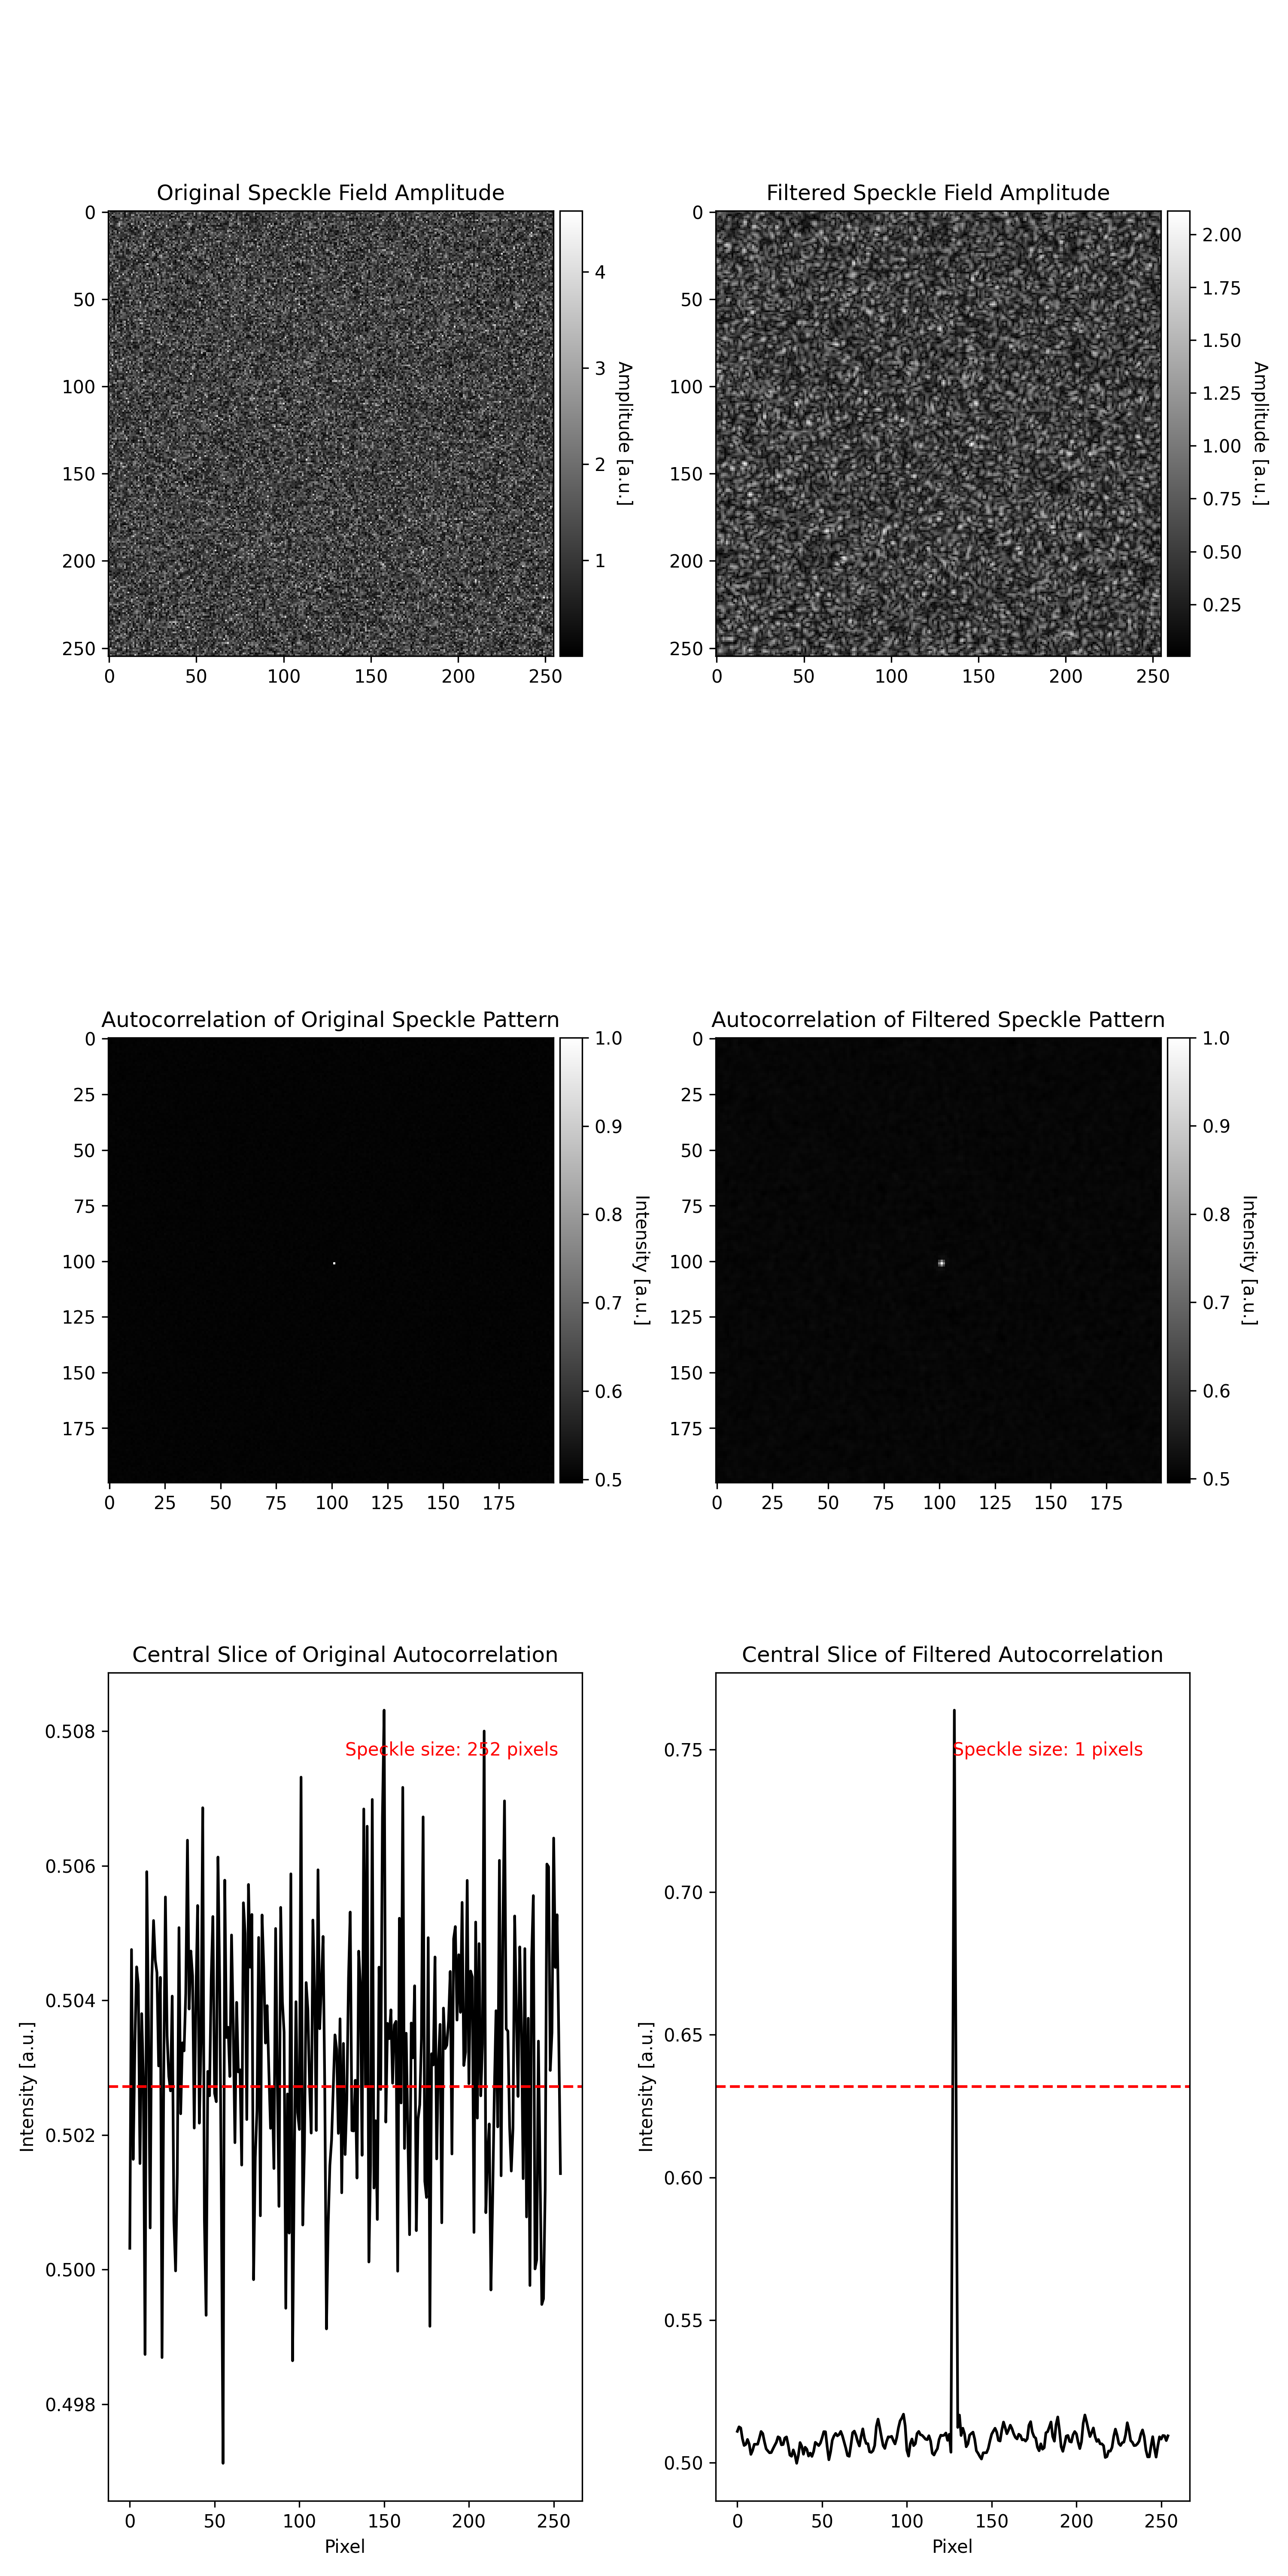 Original Speckle Field Amplitude
0
50
100
150
200
250
0 50 100 150 200 250
4
3
2
1
Amplitude [a.u.]
Filtered Speckle Field Amplitude
0
50
100
150
200
250
0 50 100 150 200 250
2.00
1.75
1.50
1.25
1.00
0.75
0.50
0.25
Amplitude [a.u.]
Autocorrelation of Original Speckle Pattern
0
25
50
75
100
125
150
175
0 25 50 75 100 125 150 175
1.0
0.9
0.8
0.7
0.6
0.5
Intensity [a.u.]
Autocorrelation of Filtered Speckle Pattern
0
25
50
75
100
125
150
175
0 25 50 75 100 125 150 175
1.0
0.9
0.8
0.7
0.6
0.5
Intensity [a.u.]
Central Slice of Original Autocorrelation
Speckle size: 252 pixels
0.508
0.506
0.504
0.502
0.500
0.498
Intensity [a.u.]
0 50 100 150 200 250
Pixel
Central Slice of Filtered Autocorrelation
Speckle size: 1 pixels
0.75
0.70
0.65
0.60
0.55
0.50
Intensity [a.u.]
0 50 100 150 200 250
Pixel